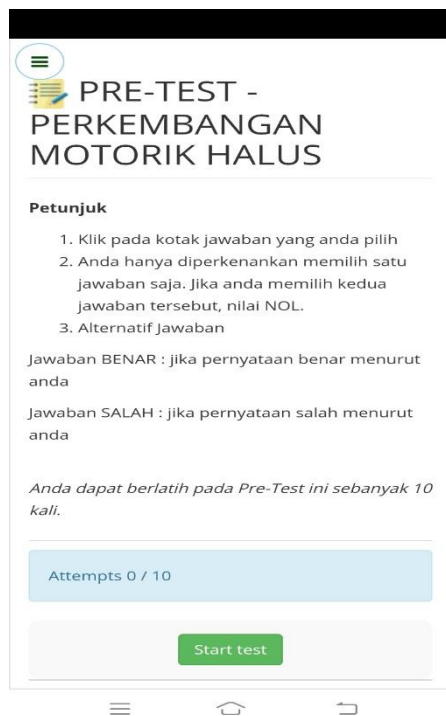 PRE-TEST -
PERKEMBANGAN
MOTORIK HALUS
Petunjuk
1. Klik pada kotak jawaban yang anda pilih
2. Anda hanya diperkenankan memilih satu
jawaban saja. Jika anda memilih kedua
jawaban tersebut, nilai NOL.
3. Alternatif Jawaban
Jawaban BENAR : jika pernyataan benar menurut
anda
Jawaban SALAH : jika pernyataan salah menurut
anda
Anda dapat berlatih pada Pre-Test ini sebanyak 10
kali.
Attempts 0 / 10
Start test